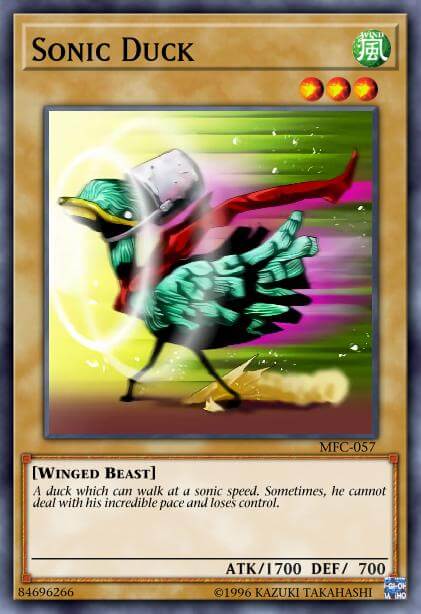 SONIC DUCK
WIND
風
MFC-057
[WINGED BEAST]
A duck which can walk at a sonic speed. Sometimes, he cannot
deal with his incredible pace and loses control.
ATK/1700 DEF/ 700
84696266
©1996 KAZUKI TAKAHASHI